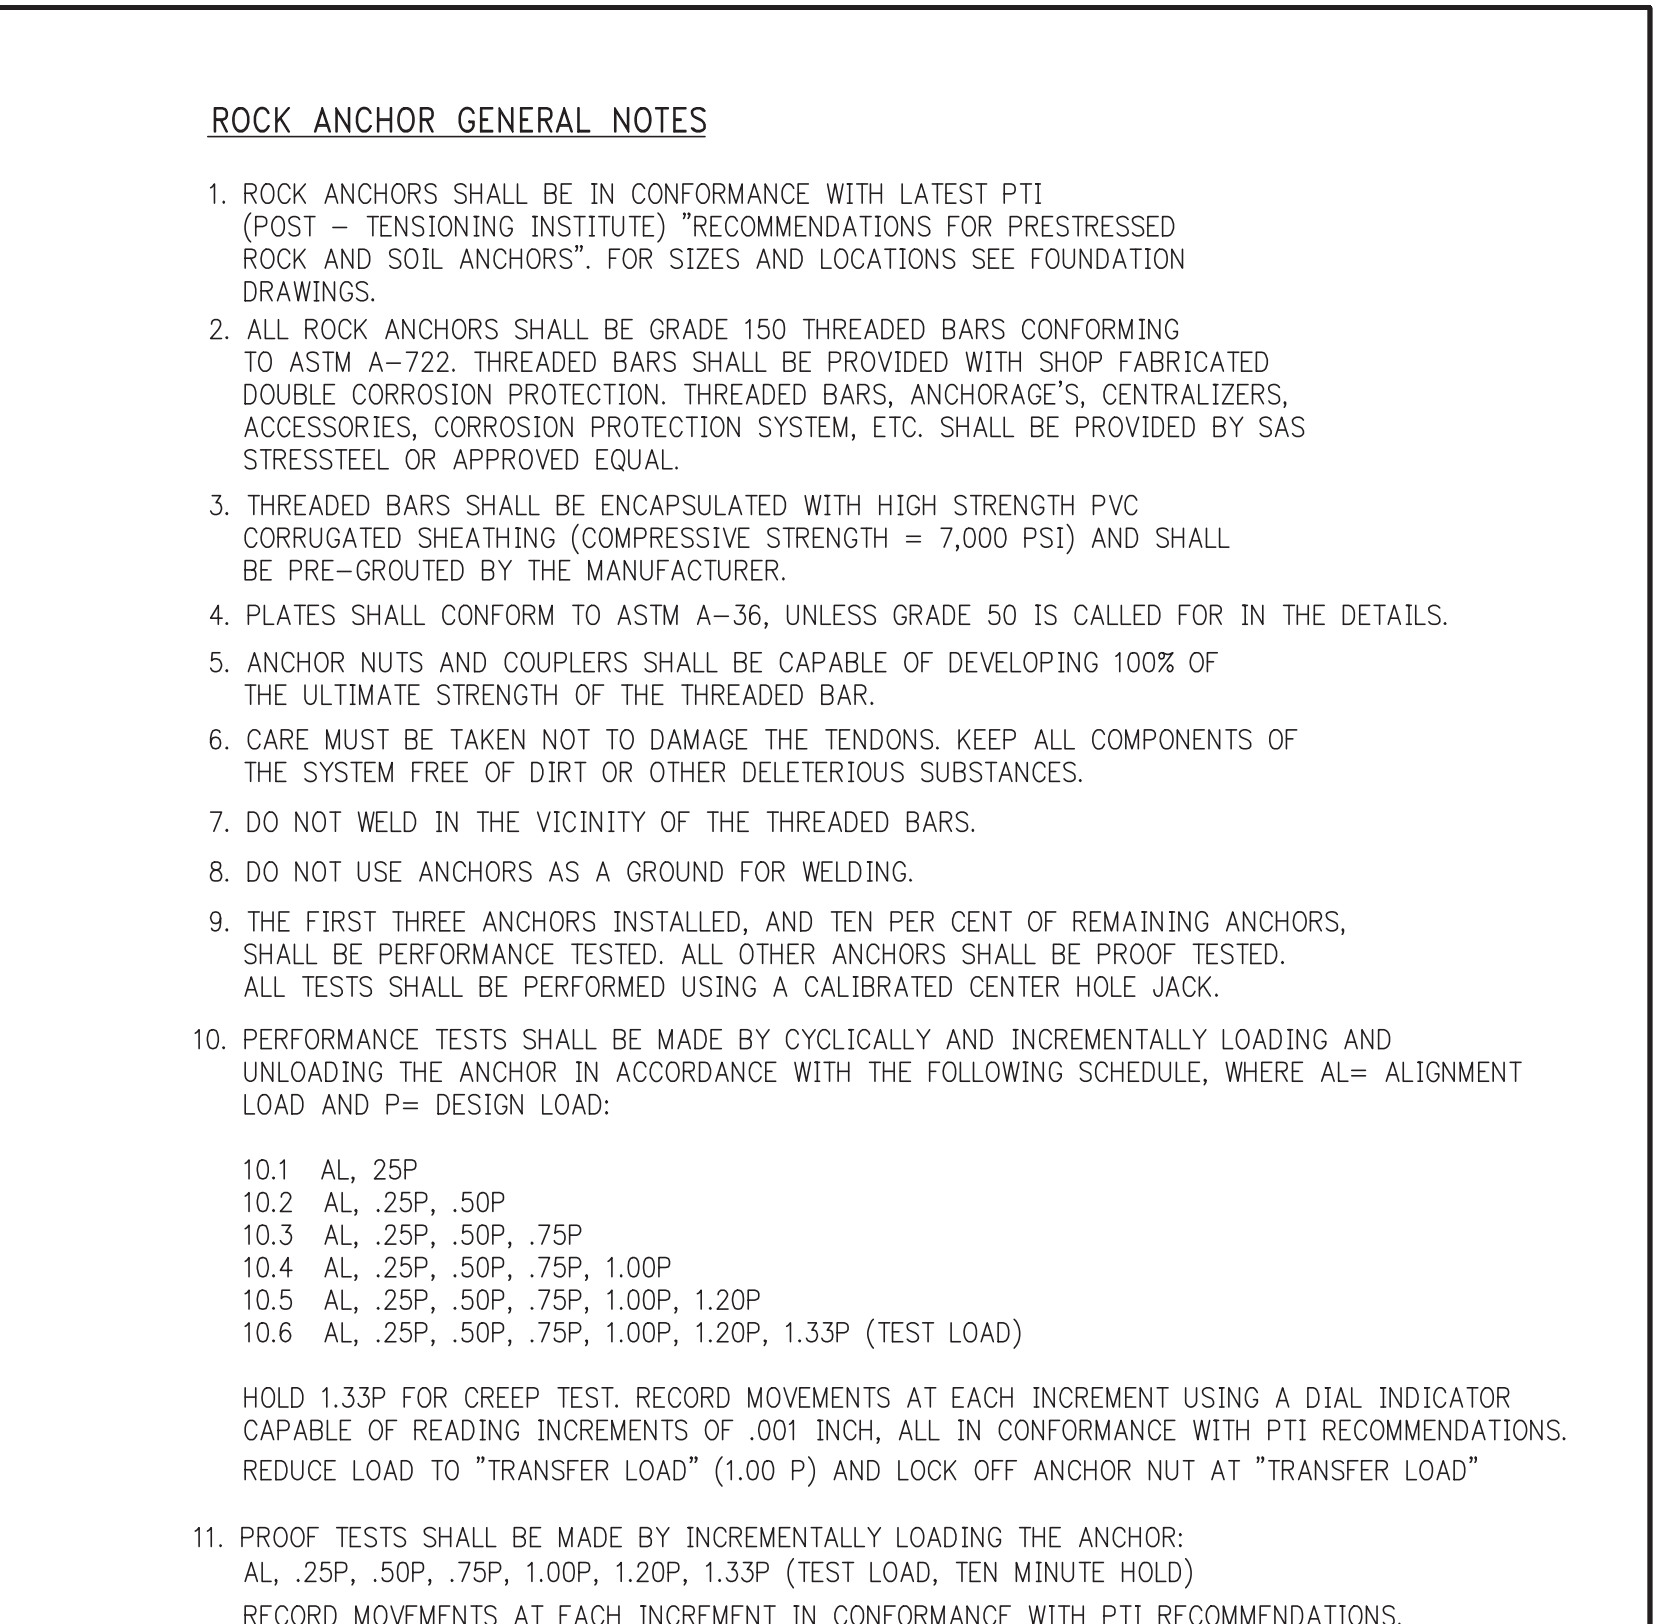 ROCK ANCHOR GENERAL NOTES
1. ROCK ANCHORS SHALL BE IN CONFORMANCE WITH LATEST PTI
(POST – TENSIONING INSTITUTE) "RECOMMENDATIONS FOR PRESTRESSED
ROCK AND SOIL ANCHORS". FOR SIZES AND LOCATIONS SEE FOUNDATION
DRAWINGS.
2. ALL ROCK ANCHORS SHALL BE GRADE 150 THREADED BARS CONFORMING
TO ASTM A–722. THREADED BARS SHALL BE PROVIDED WITH SHOP FABRICATED
DOUBLE CORROSION PROTECTION. THREADED BARS, ANCHORAGE'S, CENTRALIZERS,
ACCESSORIES, CORROSION PROTECTION SYSTEM, ETC. SHALL BE PROVIDED BY SAS
STRESSTEEL OR APPROVED EQUAL.
3. THREADED BARS SHALL BE ENCAPSULATED WITH HIGH STRENGTH PVC
CORRUGATED SHEATHING (COMPRESSIVE STRENGTH = 7,000 PSI) AND SHALL
BE PRE–GROUTED BY THE MANUFACTURER.
4. PLATES SHALL CONFORM TO ASTM A–36, UNLESS GRADE 50 IS CALLED FOR IN THE DETAILS.
5. ANCHOR NUTS AND COUPLERS SHALL BE CAPABLE OF DEVELOPING 100% OF
THE ULTIMATE STRENGTH OF THE THREADED BAR.
6. CARE MUST BE TAKEN NOT TO DAMAGE THE TENDONS. KEEP ALL COMPONENTS OF
THE SYSTEM FREE OF DIRT OR OTHER DELETERIOUS SUBSTANCES.
7. DO NOT WELD IN THE VICINITY OF THE THREADED BARS.
8. DO NOT USE ANCHORS AS A GROUND FOR WELDING.
9. THE FIRST THREE ANCHORS INSTALLED, AND TEN PER CENT OF REMAINING ANCHORS,
SHALL BE PERFORMANCE TESTED. ALL OTHER ANCHORS SHALL BE PROOF TESTED.
ALL TESTS SHALL BE PERFORMED USING A CALIBRATED CENTER HOLE JACK.
10. PERFORMANCE TESTS SHALL BE MADE BY CYCLICALLY AND INCREMENTALLY LOADING AND
UNLOADING THE ANCHOR IN ACCORDANCE WITH THE FOLLOWING SCHEDULE, WHERE AL= ALIGNMENT
LOAD AND P= DESIGN LOAD:
10.1 AL, 25P
10.2 AL, .25P, .50P
10.3 AL, .25P, .50P, .75P
10.4 AL, .25P, .50P, .75P, 1.00P
10.5 AL, .25P, .50P, .75P, 1.00P, 1.20P
10.6 AL, .25P, .50P, .75P, 1.00P, 1.20P, 1.33P (TEST LOAD)
HOLD 1.33P FOR CREEP TEST. RECORD MOVEMENTS AT EACH INCREMENT USING A DIAL INDICATOR
CAPABLE OF READING INCREMENTS OF .001 INCH, ALL IN CONFORMANCE WITH PTI RECOMMENDATIONS.
REDUCE LOAD TO "TRANSFER LOAD" (1.00 P) AND LOCK OFF ANCHOR NUT AT "TRANSFER LOAD"
11. PROOF TESTS SHALL BE MADE BY INCREMENTALLY LOADING THE ANCHOR:
AL, .25P, .50P, .75P, 1.00P, 1.20P, 1.33P (TEST LOAD, TEN MINUTE HOLD)
RECORD MOVEMENTS AT EACH INCREMENT IN CONFORMANCE WITH PTI RECOMMENDATIONS.